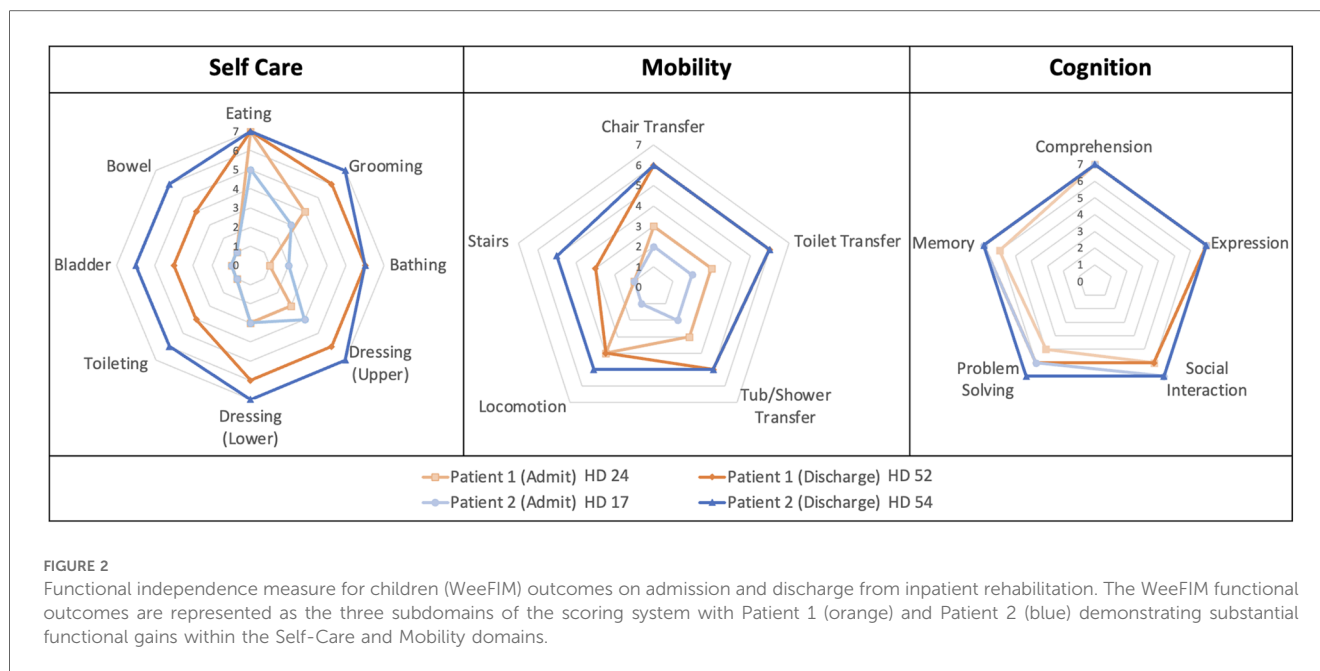 Self Care
Mobility
Cognition
Eating
7
6
5
4
3
2
1
0
Grooming
Bathing
Dressing
(Upper)
Dressing
(Lower)
Toileting
Bladder
Bowel
Chair Transfer
7
6
5
4
3
2
1
0
Toilet Transfer
Tub/Shower
Transfer
Locomotion
Stairs
Comprehension
7
6
5
4
3
2
1
0
Expression
Social
Interaction
Problem
Solving
Memory
Patient 1 (Admit) HD 24
Patient 1 (Discharge) HD 52
Patient 2 (Admit) HD 17
Patient 2 (Discharge) HD 54
FIGURE 2
Functional independence measure for children (WeeFIM) outcomes on admission and discharge from inpatient rehabilitation. The WeeFIM functional
outcomes are represented as the three subdomains of the scoring system with Patient 1 (orange) and Patient 2 (blue) demonstrating substantial
functional gains within the Self-Care and Mobility domains.